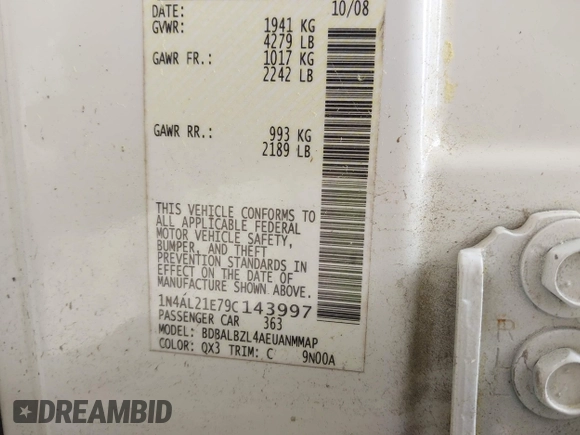 DATE: 10/08
GVWR: 1941 KG
4279 LB
GAWR FR.: 1017 KG
2242 LB
GAWR RR.: 993 KG
2189 LB
THIS VEHICLE CONFORMS TO
ALL APPLICABLE FEDERAL
MOTOR VEHICLE SAFETY,
BUMPER, AND THEFT
PREVENTION STANDARDS IN
EFFECT ON THE DATE OF
MANUFACTURE SHOWN ABOVE.
1N4AL21E79C143997
PASSENGER CAR 363
MODEL: BDBALBZL4AEUANMMAP
COLOR: QX3 TRIM: C 9N00A
DREAMBID